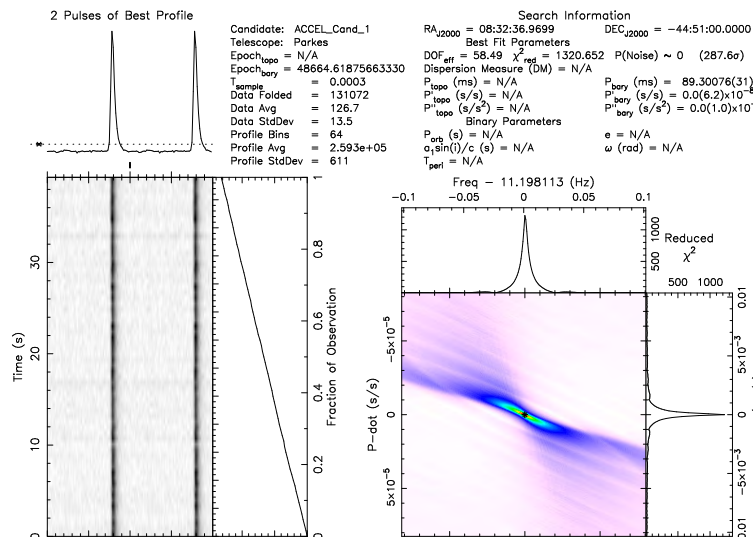 2 Pulses of Best Profile
Candidate: ACCEL_Cand_1
Telescope: Parkes
Epoch_topo = N/A
Epoch_bary = 48664.61875663330
T_sample = 0.0003
Data Folded = 131072
Data Avg = 126.7
Data StdDev = 13.5
Profile Bins = 64
Profile Avg = 2.593e+05
Profile StdDev = 611
Search Information
RA_J2000 = 08:32:36.9699 DEC_J2000 = −44:51:00.0000
Best Fit Parameters
DOF_eff = 58.49 χ²_red = 1320.652 P(Noise) ~ 0 (287.6σ)
Dispersion Measure (DM) = N/A
P_topo (ms) = N/A P_bary (ms) = 89.30076(31)
P'_topo (s/s) = N/A P'_bary (s/s) = 0.0(6.2)x10
P''_topo (s/s²) = N/A P''_bary (s/s²) = 0.0(1.0)x10
Binary Parameters
P_orb (s) = N/A e = N/A
a₁sin(i)/c (s) = N/A ω (rad) = N/A
T_peri = N/A
Freq − 11.198113 (Hz)
−0.1 −0.05 0 0.05 0.1
500 1000
Reduced χ²
500 1000
Time (s)
0 10 20 30
Fraction of Observation
0 0.2 0.4 0.6 0.8 1
P−dot (s/s)
−5×10⁻⁵ 0 5×10⁻⁵
0.01 5×10⁻³ 0 −5×10⁻³ −0.01